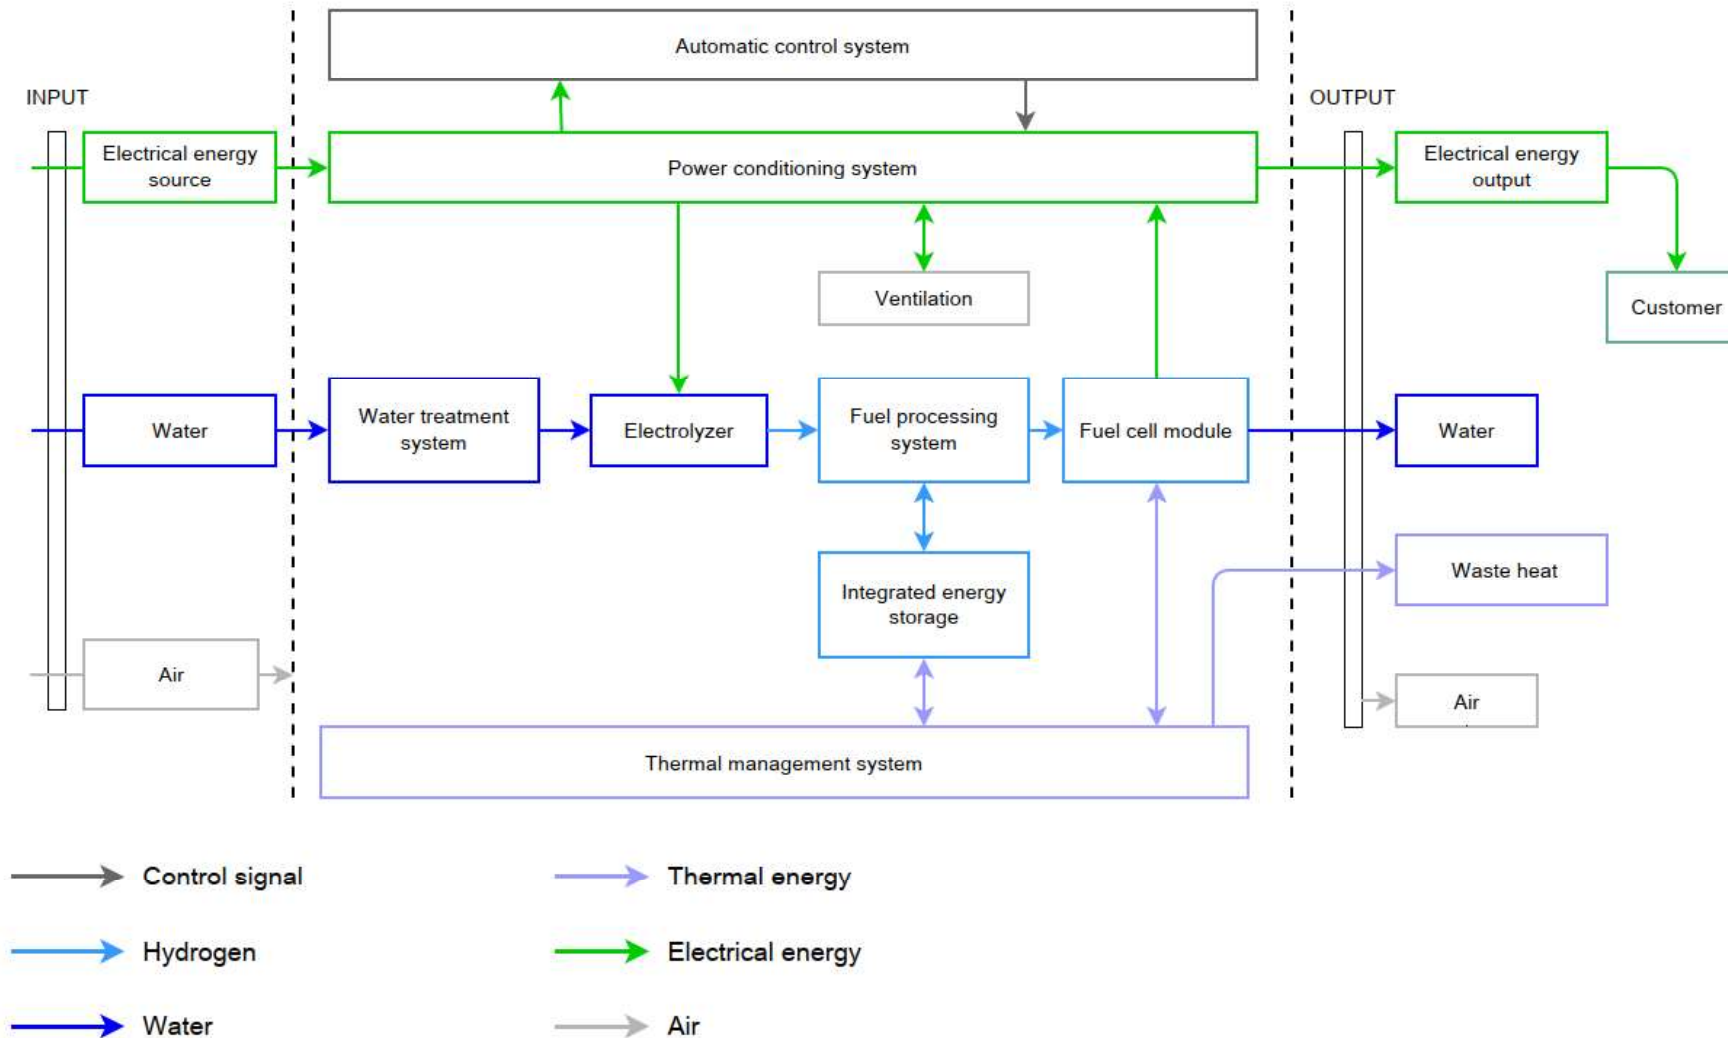 Automatic control system
INPUT
OUTPUT
Electrical energy
source
Power conditioning system
Electrical energy
output
Ventilation
Customer
Water
Water treatment
system
Electrolyzer
Fuel processing
system
Fuel cell module
Water
Integrated energy
storage
Waste heat
Air
Air
Thermal management system
Control signal
Thermal energy
Hydrogen
Electrical energy
Water
Air